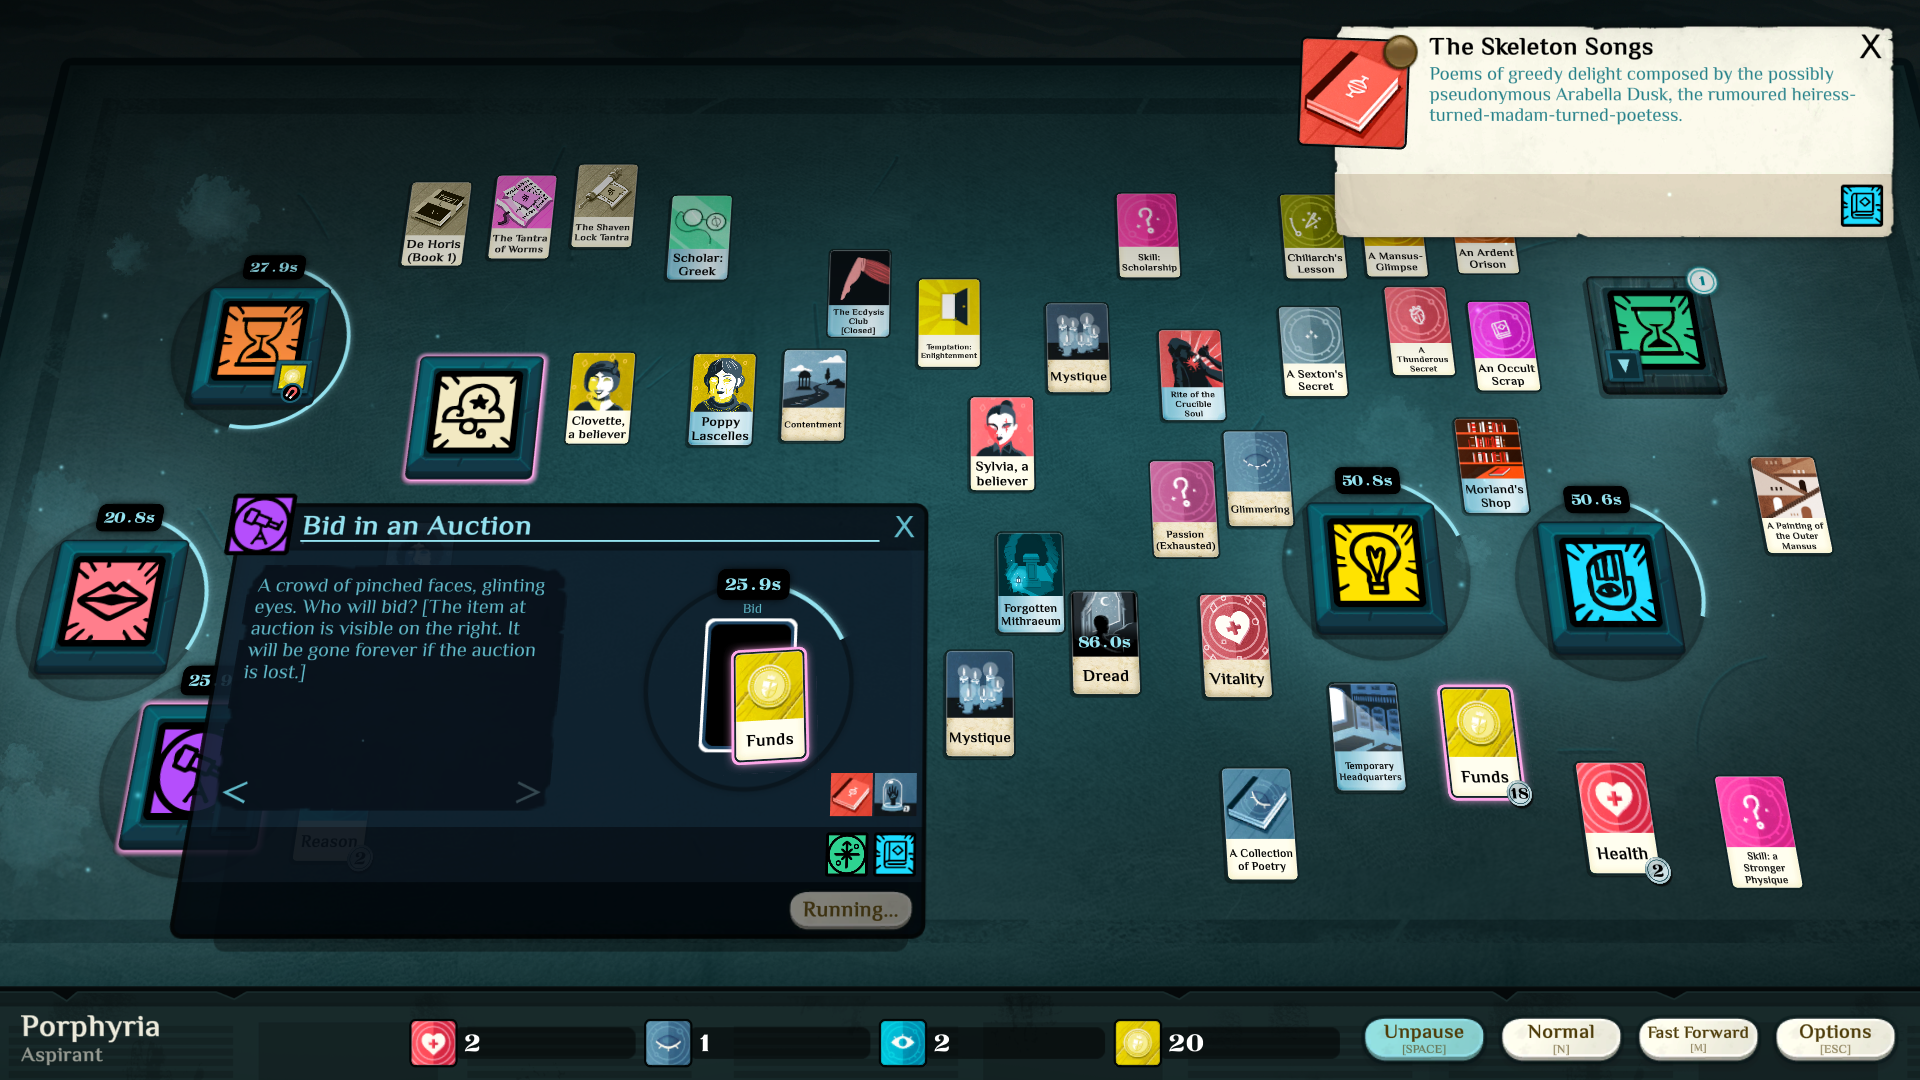 The Skeleton Songs
X
Poems of greedy delight composed by the possibly
pseudonymous Arabella Dusk, the rumoured heiress-
turned-madam-turned-poetess.
De Horis
(Book 1)
The Tantra
of Worms
The Shaven
Lock Tantra
Scholar:
Greek
Skill:
Scholarship
Chiliarch's
Lesson
A Mansus-
Glimpse
An Ardent
Orison
27.9s
1
The Ecdysis
Club
[Closed]
Temptation:
Enlightenment
Mystique
Rite of the
Crucible
Soul
A Sexton's
Secret
A
Thunderous
Secret
An Occult
Scrap
Clovette,
a believer
Poppy
Lascelles
Contentment
Sylvia, a
believer
Passion
(Exhausted)
Glimmering
50.8s
Morland's
Shop
50.6s
A Painting of
the Outer
Mansus
20.8s
Bid in an Auction
X
A crowd of pinched faces, glinting
eyes. Who will bid? [The item at
auction is visible on the right. It
will be gone forever if the auction
is lost.]
25.9s
Bid
Funds
<
>
25.9
Reason
2
Running...
Forgotten
Mithraeum
86.0s
Dread
Vitality
Mystique
Temporary
Headquarters
Funds
18
A Collection
of Poetry
Health
2
Skill: a
Stronger
Physique
Porphyria
Aspirant
2
1
2
20
Unpause
[SPACE]
Normal
[N]
Fast Forward
[M]
Options
[ESC]